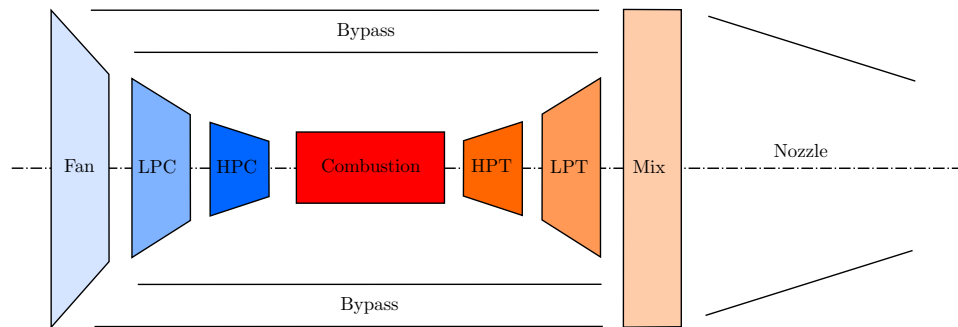 Bypass
Fan
LPC
HPC
Combustion
HPT
LPT
Mix
Nozzle
Bypass